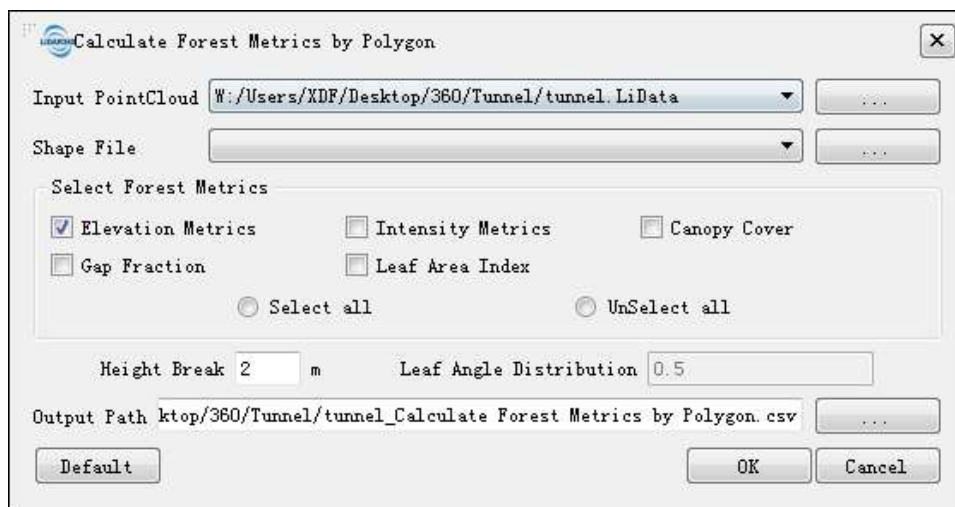 Calculate Forest Metrics by Polygon
Input PointCloud W:/Users/XDF/Desktop/360/Tunnel/tunnel.LiData ...
Shape File ...
Select Forest Metrics
Elevation Metrics Intensity Metrics Canopy Cover
Gap Fraction Leaf Area Index
Select all UnSelect all
Height Break 2 m Leaf Angle Distribution 0.5
Output Path ktop/360/Tunnel/tunnel_Calculate Forest Metrics by Polygon.csv ...
Default OK Cancel